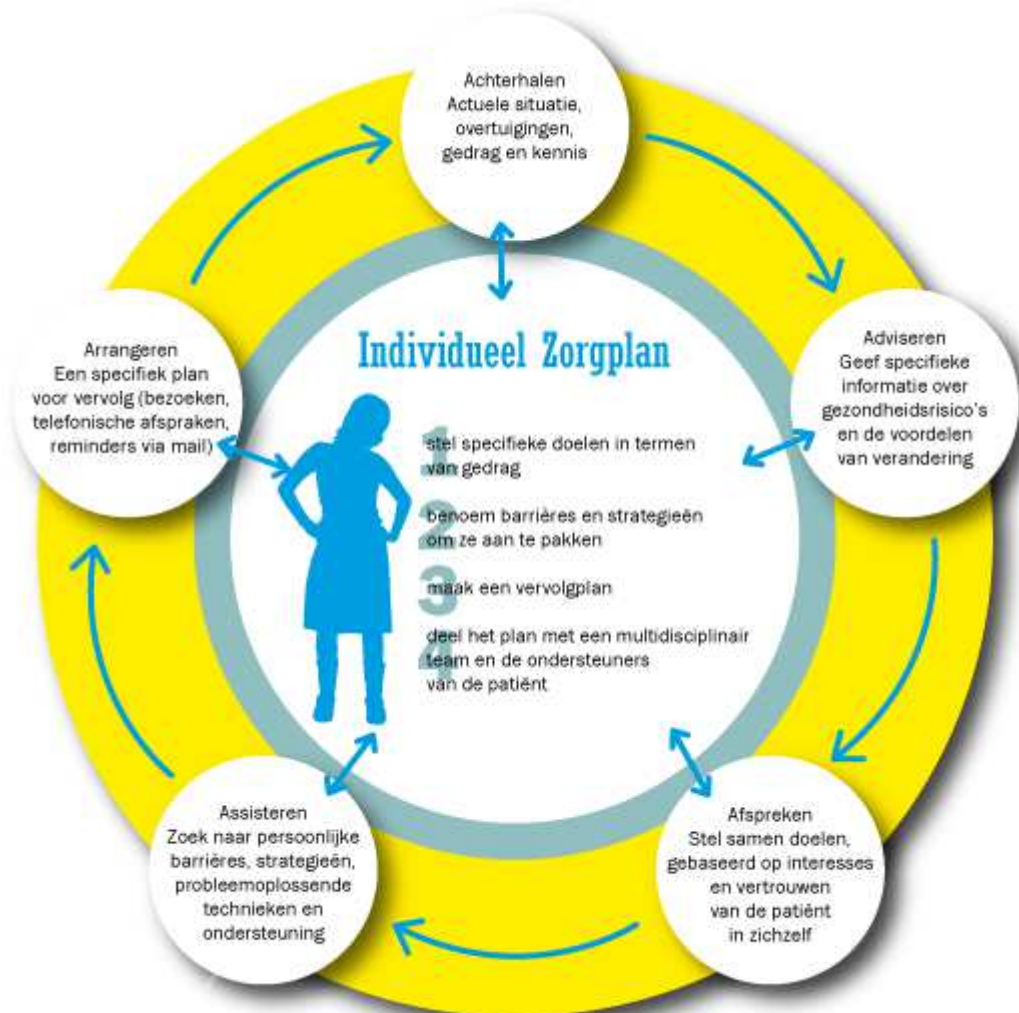 Achterhalen
Actuele situatie,
overtuigingen,
gedrag en kennis
Adviseren
Geef specifieke
informatie over
gezondheidsrisico's
en de voordelen
van verandering
Afspreken
Stel samen doelen,
gebaseerd op interesses
en vertrouwen
van de patiënt
in zichzelf
Assisteren
Zoek naar persoonlijke
barrières, strategieën,
probleemoplossende
technieken en
ondersteuning
Arrangeren
Een specifiek plan
voor vervolg (bezoeken,
telefonische afspraken,
reminders via mail)
Individueel Zorgplan
1 stel specifieke doelen in termen
van gedrag
2 benoem barrières en strategieën
om ze aan te pakken
3 maak een vervolgplan
4 deel het plan met een multidisciplinair
team en de ondersteuners
van de patiënt